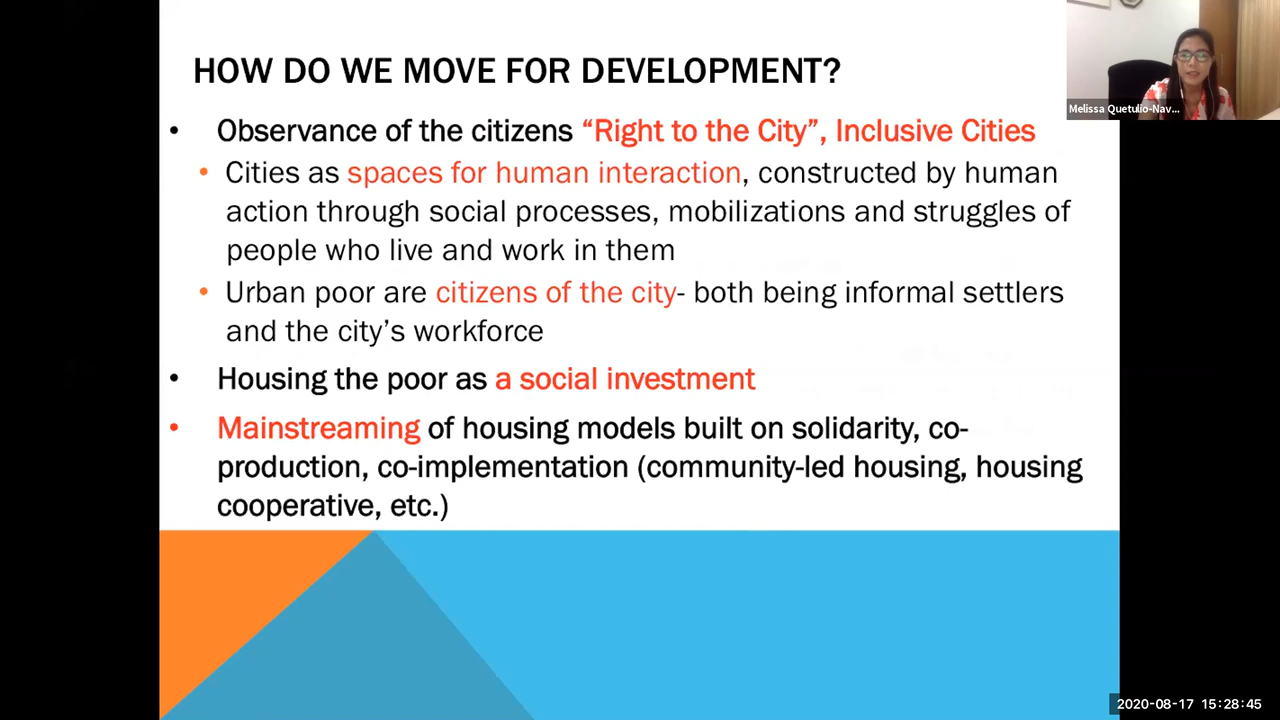 HOW DO WE MOVE FOR DEVELOPMENT?
• Observance of the citizens “Right to the City”, Inclusive Cities
• Cities as spaces for human interaction, constructed by human
action through social processes, mobilizations and struggles of
people who live and work in them
• Urban poor are citizens of the city- both being informal settlers
and the city’s workforce
• Housing the poor as a social investment
• Mainstreaming of housing models built on solidarity, co-
production, co-implementation (community-led housing, housing
cooperative, etc.)
Melissa Quetulio-Nav...
2020-08-17 15:28:45